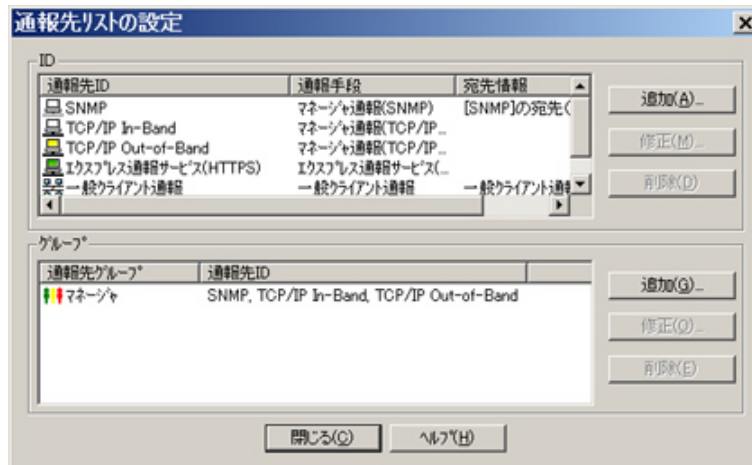 通報先リストの設定
ID
通報先ID 通報手段 宛先情報
SNMP ﾏﾈｰｼﾞｬ通報(SNMP) [SNMP]の宛先(
TCP/IP In-Band ﾏﾈｰｼﾞｬ通報(TCP/IP...
TCP/IP Out-of-Band ﾏﾈｰｼﾞｬ通報(TCP/IP...
ｴｸｽﾌﾟﾚｽ通報ｻｰﾋﾞｽ(HTTPS) ｴｸｽﾌﾟﾚｽ通報ｻｰﾋﾞｽ(...
一般ｸﾗｲｱﾝﾄ通報 一般ｸﾗｲｱﾝﾄ通報 一般ｸﾗｲｱﾝﾄ通
追加(A)...
修正(M)...
削除(D)
ｸﾞﾙｰﾌﾟ
通報先ｸﾞﾙｰﾌﾟ 通報先ID
ﾏﾈｰｼﾞｬ SNMP, TCP/IP In-Band, TCP/IP Out-of-Band
追加(G)...
修正(O)...
削除(E)
閉じる(C) ﾍﾙﾌﾟ(H)